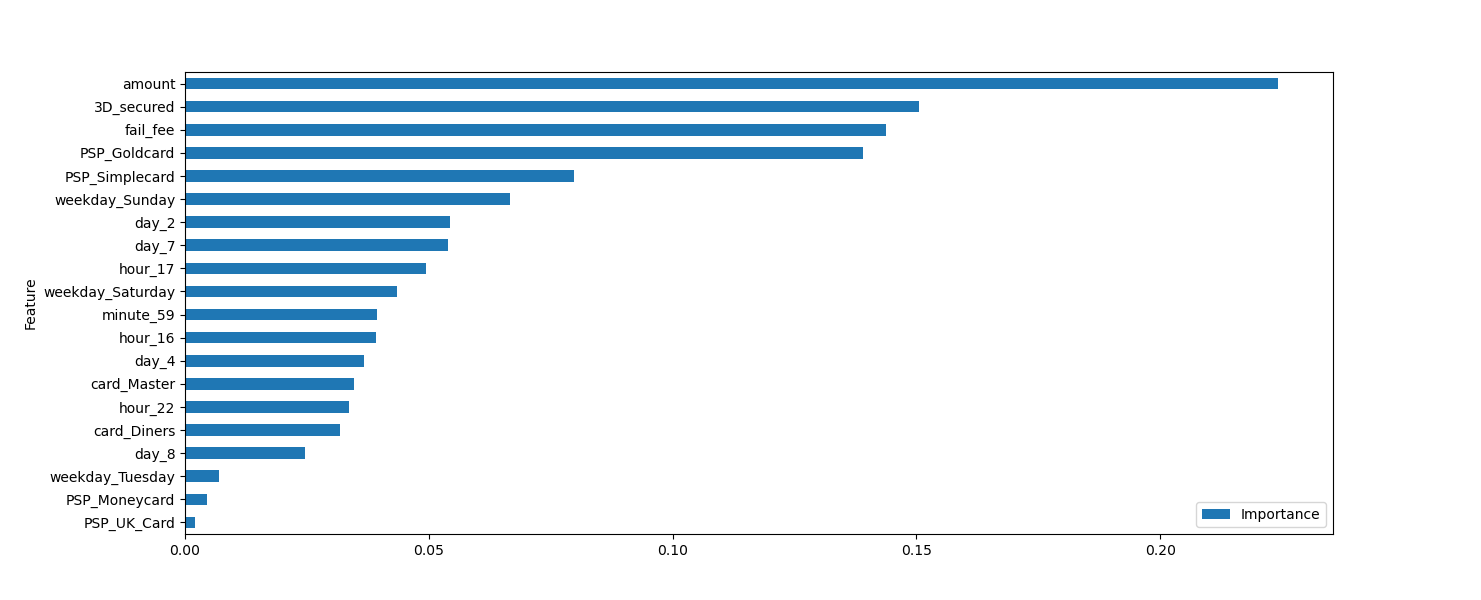 amount
3D_secured
fail_fee
PSP_Goldcard
PSP_Simplecard
weekday_Sunday
day_2
day_7
hour_17
weekday_Saturday
minute_59
hour_16
day_4
card_Master
hour_22
card_Diners
day_8
weekday_Tuesday
PSP_Moneycard
PSP_UK_Card
Feature
Importance
0.00 0.05 0.10 0.15 0.20